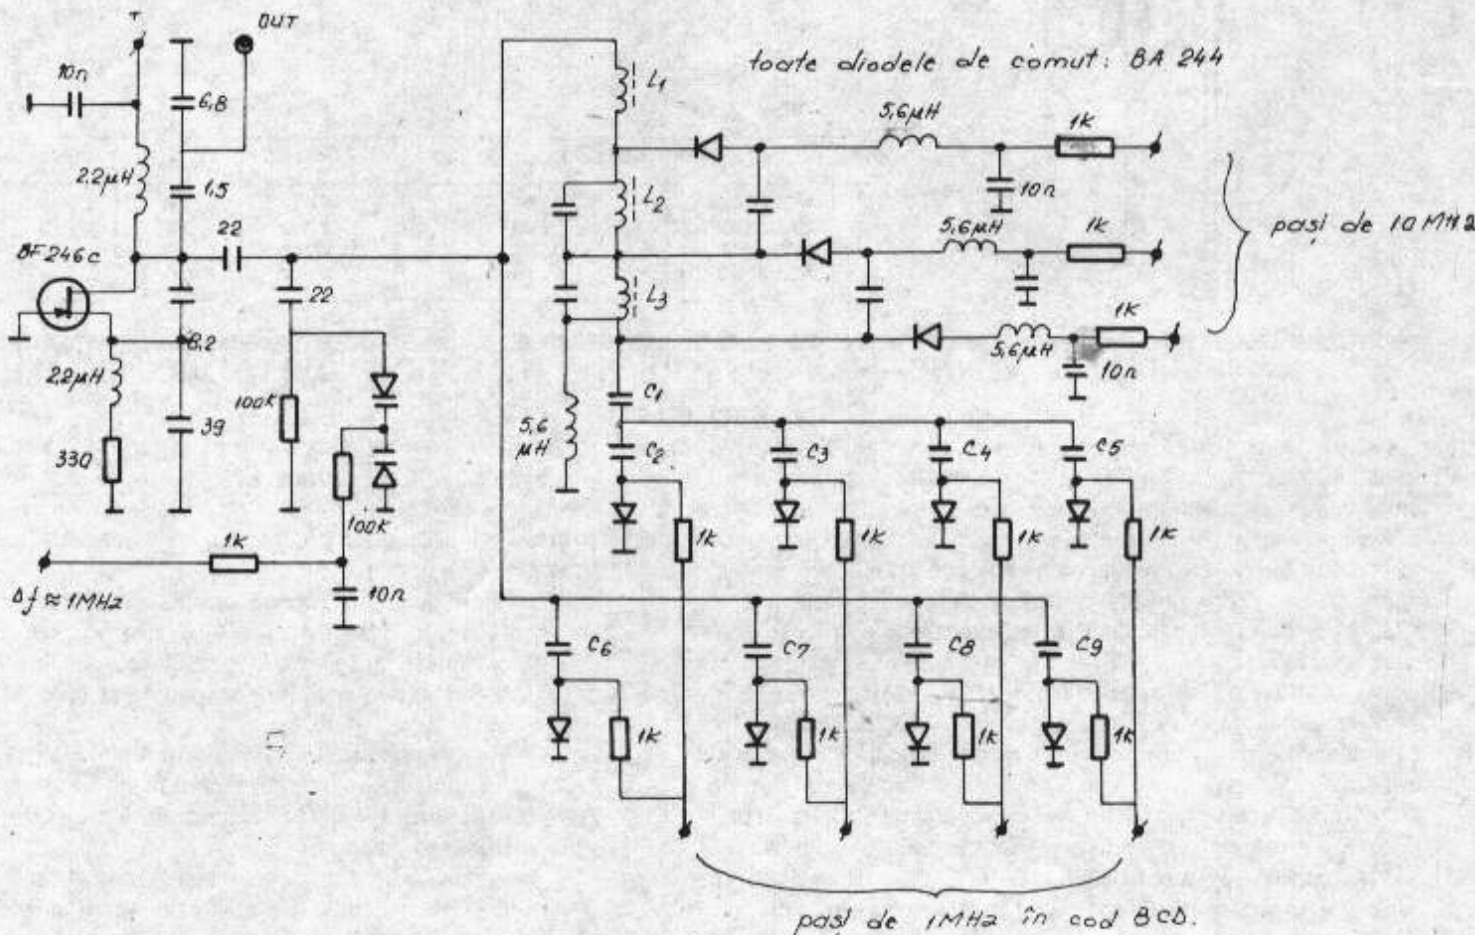 +
OUT
toate diodele de comut: BA 244
10n
6,8
L1
5,6µH
1k
2,2µH
1,5
L2
10n
22
5,6µH
1k
pași de 10 MHz
BF246c
22
L3
1k
8,2
5,6µH
10n
2,2µH
100k
C1
5,6
µH
39
C2
C3
C4
C5
330
100k
1k
1k
1k
1k
1k
Δf≈1MHz
10n
C6
C7
C8
C9
1k
1k
1k
1k
pași de 1MHz în cod BCD.